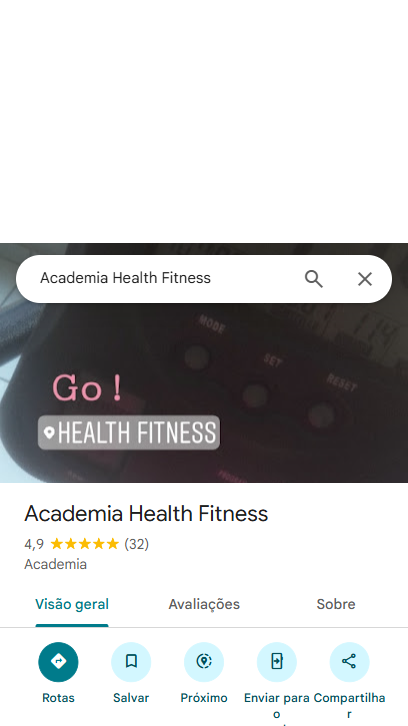 Academia Health Fitness
MODE
SET
RESET
Go !
HEALTH FITNESS
Academia Health Fitness
4,9 (32)
Academia
Visão geral Avaliações Sobre
Rotas Salvar Próximo Enviar para Compartilha
o r